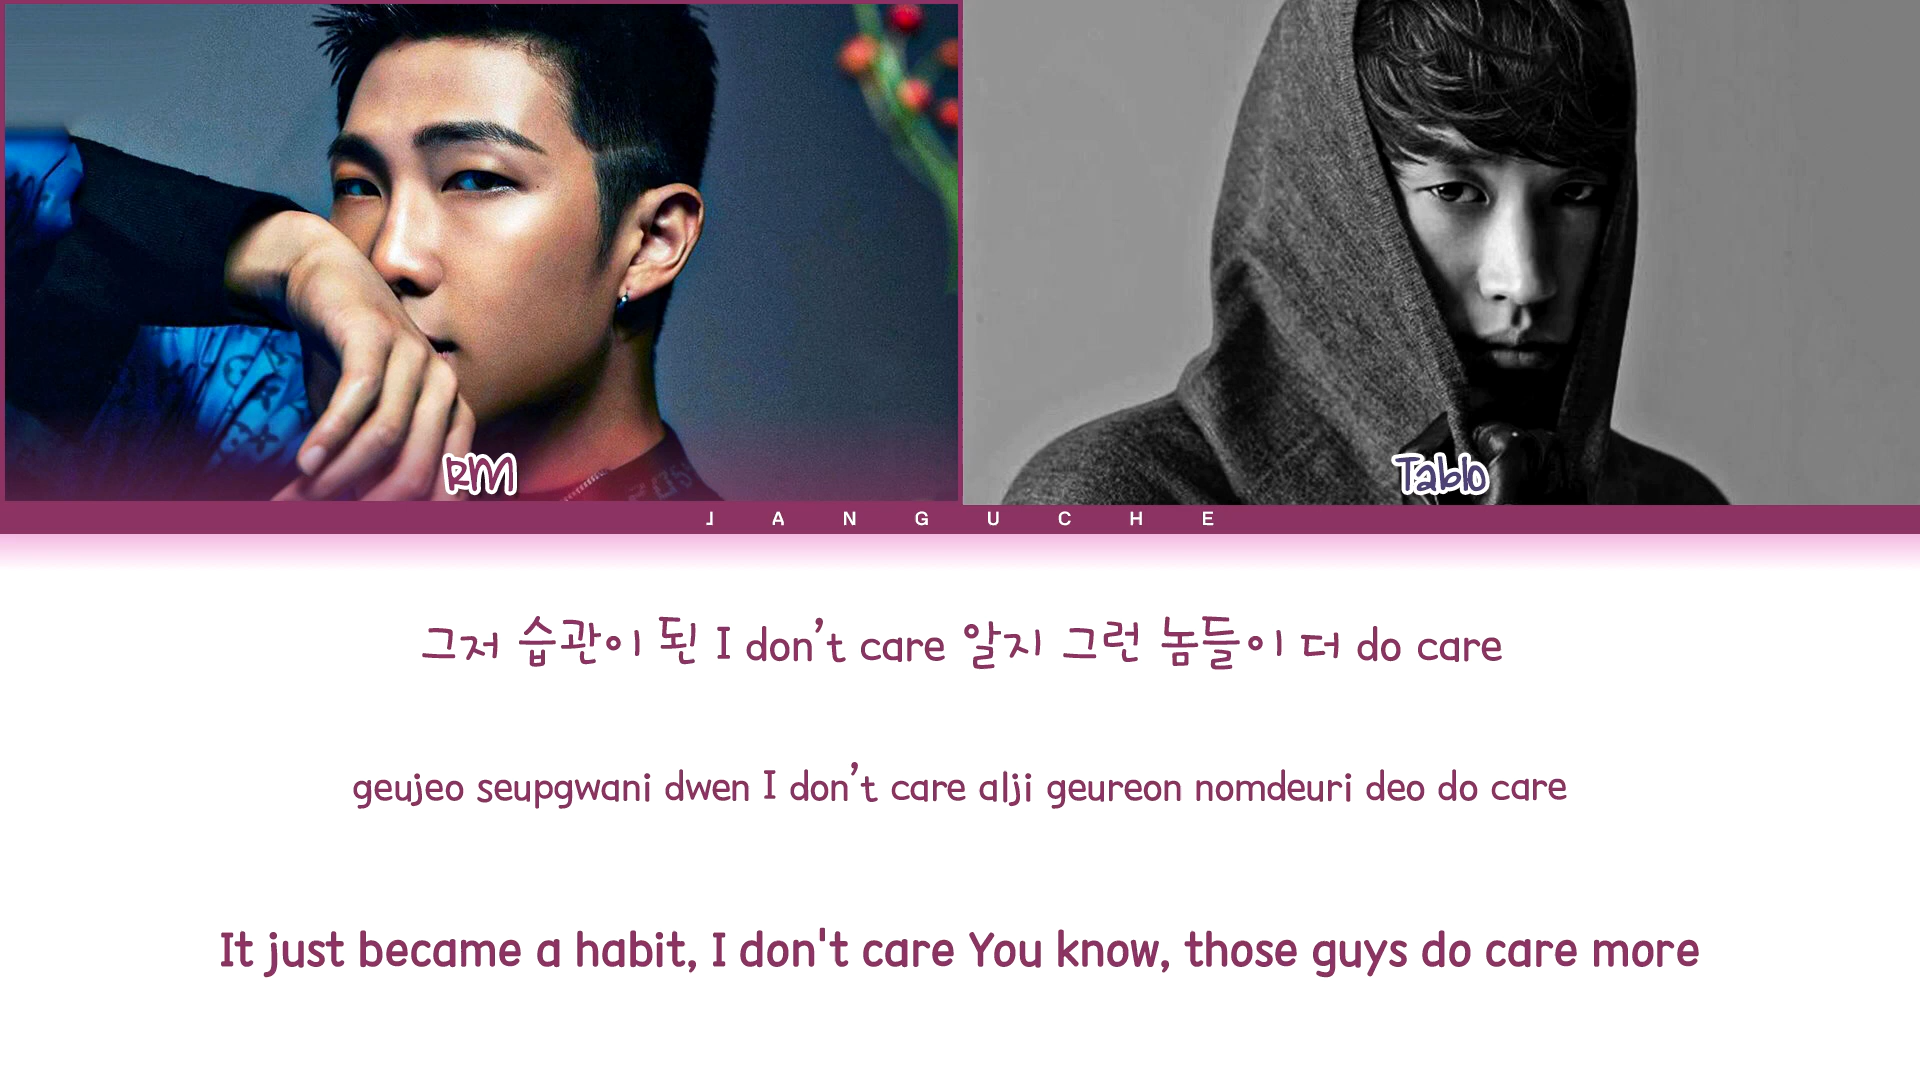 RM
Tablo
JANGUCHE
그저 습관이 된 I don’t care 알지 그런 놈들이 더 do care
geujeo seupgwani dwen I don’t care alji geureon nomdeuri deo do care
It just became a habit, I don't care You know, those guys do care more